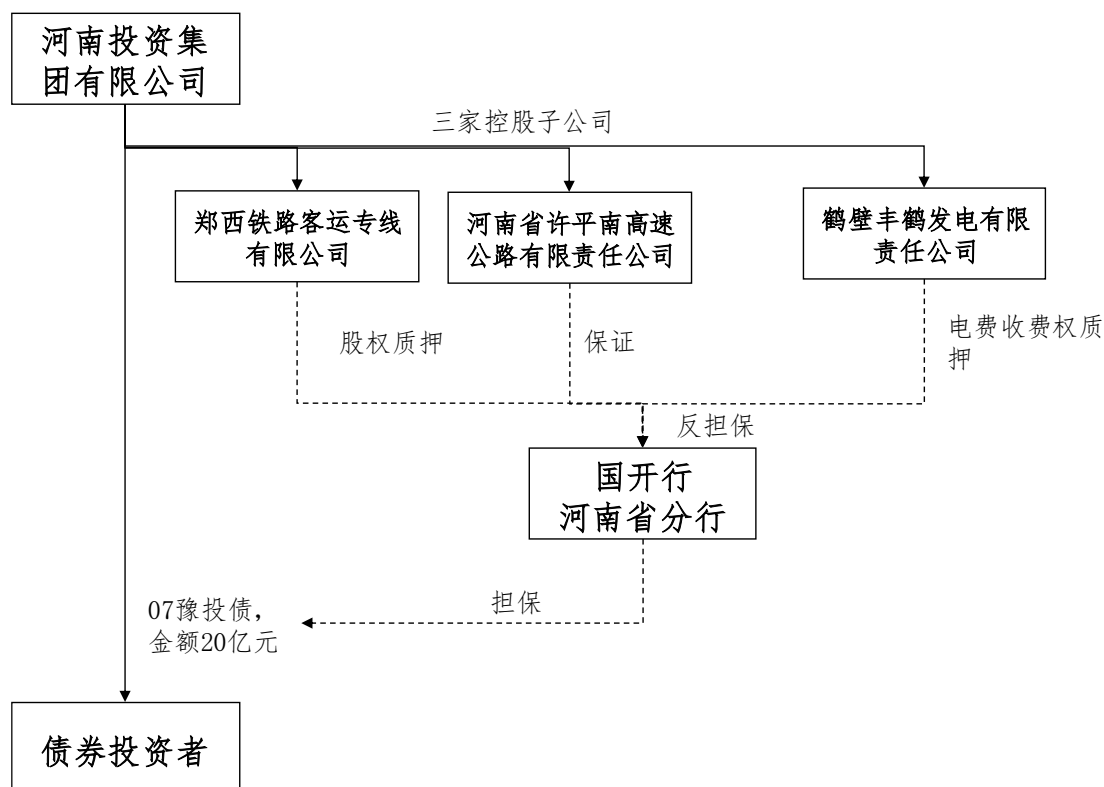 河南投资集
团有限公司
三家控股子公司
郑西铁路客运专线
有限公司
河南省许平南高速
公路有限责任公司
鹤壁丰鹤发电有限
责任公司
股权质押
保证
电费收费权质
押
反担保
国开行
河南省分行
担保
07豫投债，
金额20亿元
债券投资者